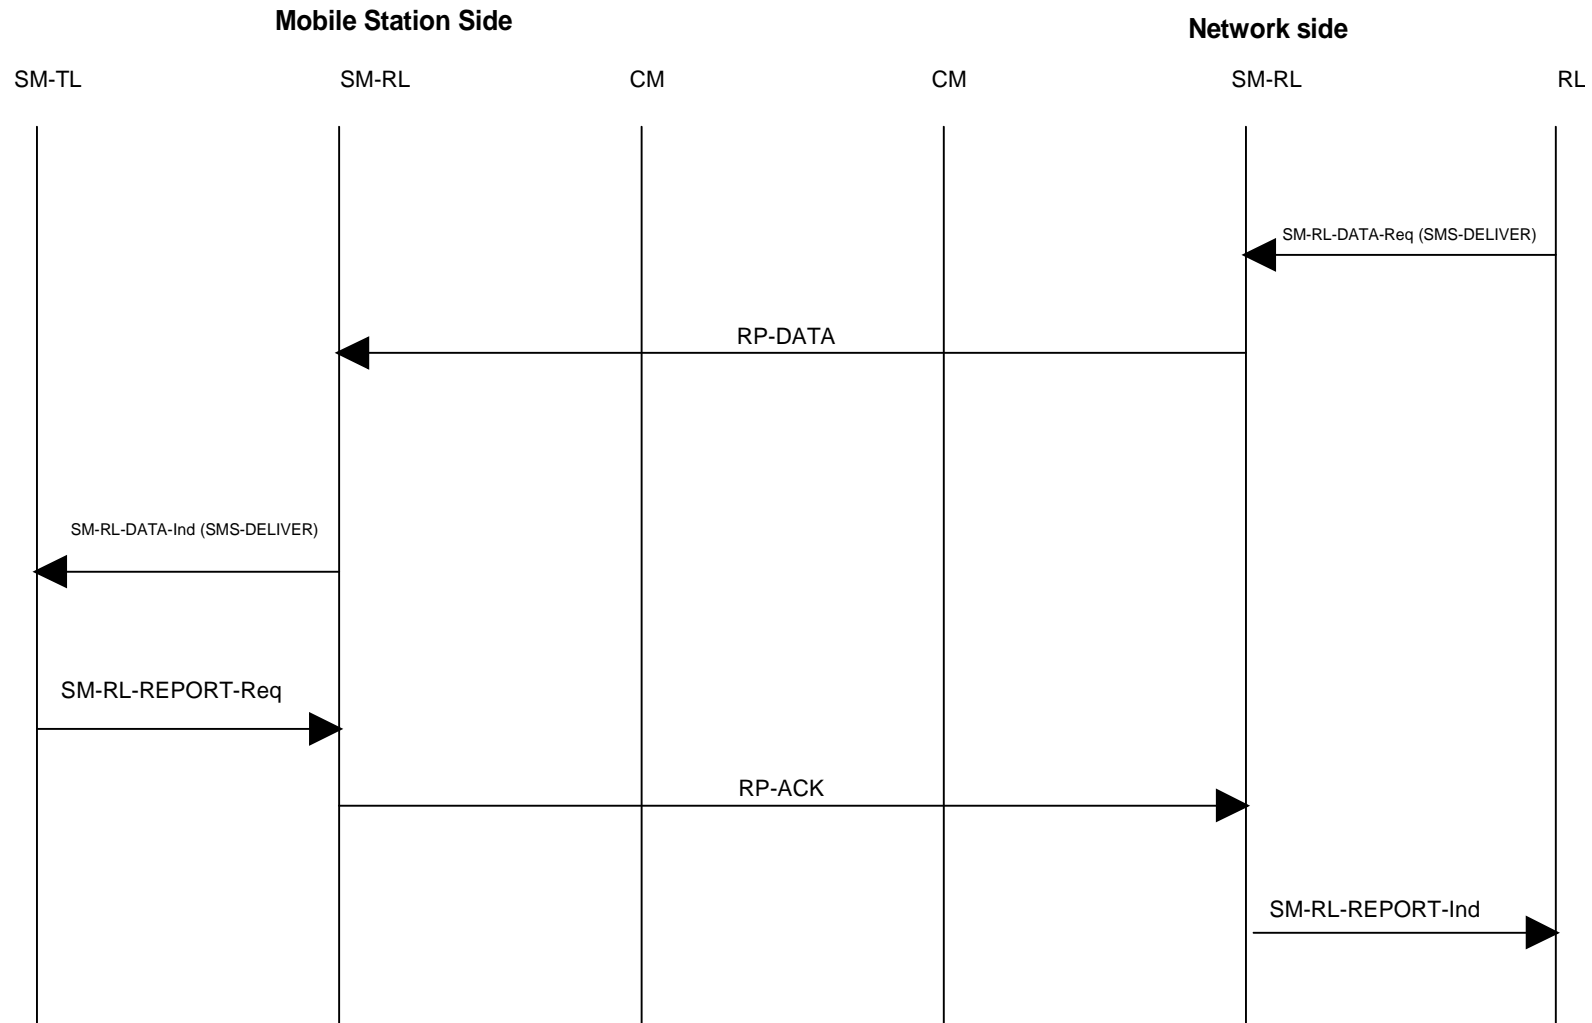 Mobile Station Side
Network side
SM-TL
SM-RL
CM
CM
SM-RL
RL
SM-RL-DATA-Req (SMS-DELIVER)
RP-DATA
SM-RL-DATA-Ind (SMS-DELIVER)
SM-RL-REPORT-Req
RP-ACK
SM-RL-REPORT-Ind